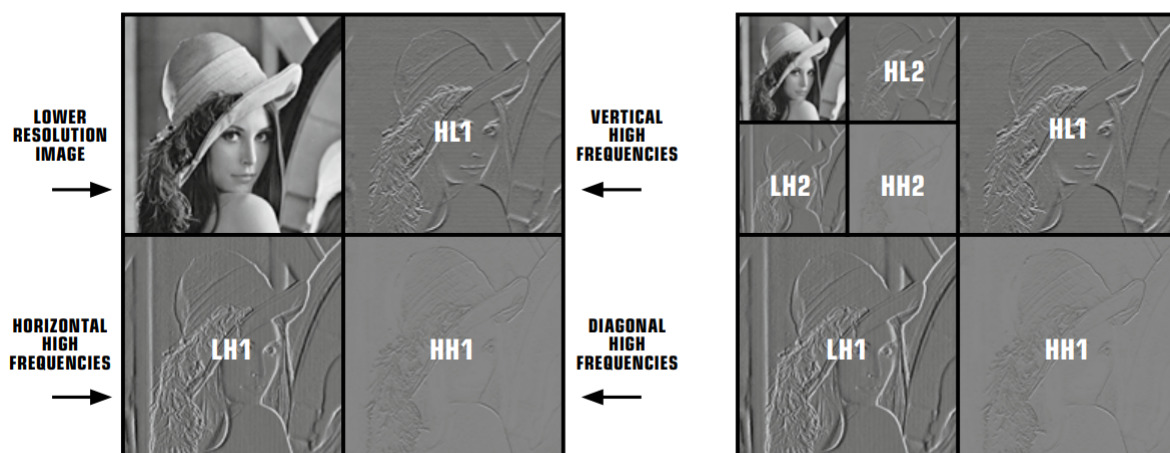 LOWER
RESOLUTION
IMAGE
HL1
VERTICAL
HIGH
FREQUENCIES
HL2
HL1
LH2
HH2
HORIZONTAL
HIGH
FREQUENCIES
LH1
HH1
DIAGONAL
HIGH
FREQUENCIES
LH1
HH1